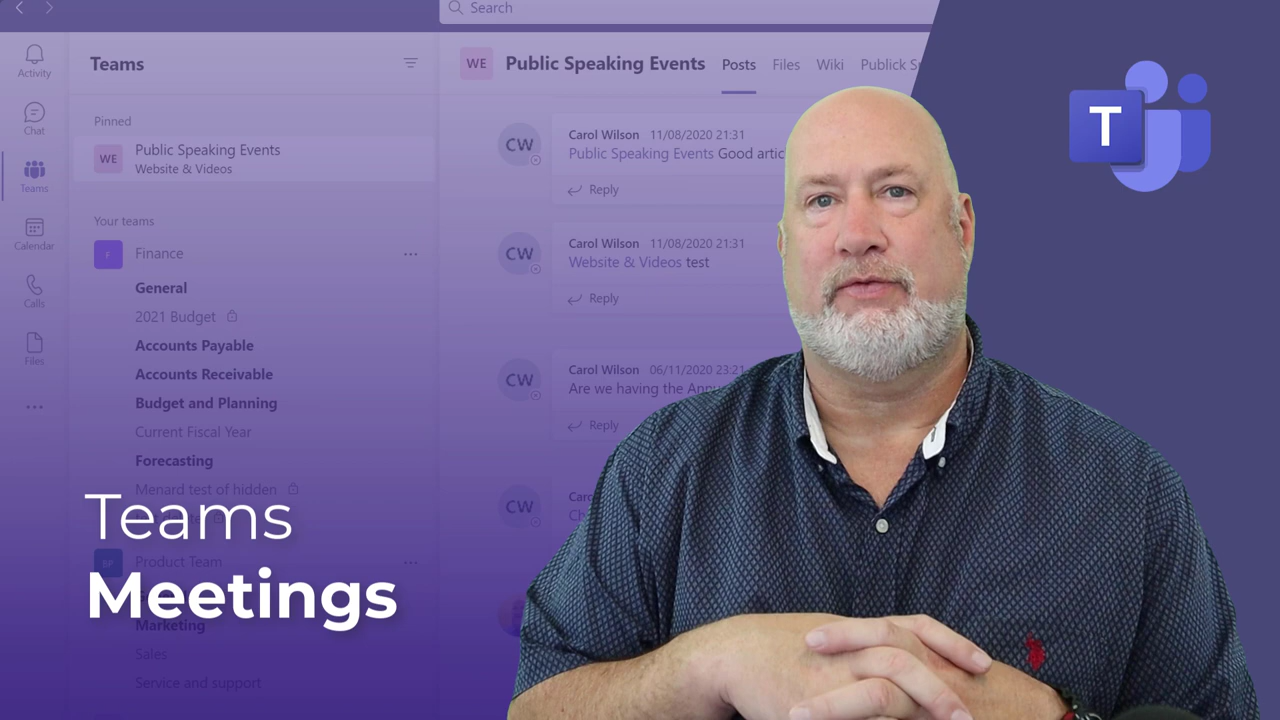 Search
Activity
Chat
Teams
Calendar
Calls
Files
Teams
Pinned
WE
Public Speaking Events
Website & Videos
Your teams
F
Finance
General
2021 Budget
Accounts Payable
Accounts Receivable
Budget and Planning
Current Fiscal Year
Forecasting
Menard test of hidden
Product Team
Marketing
Sales
Service and support
WE
Public Speaking Events
Posts
Files
Wiki
Publick
CW
Carol Wilson 11/08/2020 21:31
Public Speaking Events Good
Reply
CW
Carol Wilson 11/08/2020 21:31
Website & Videos test
Reply
CW
Carol Wilson 06/11/2020 23:21
Are we having the
Reply
CW
Teams
Meetings
T